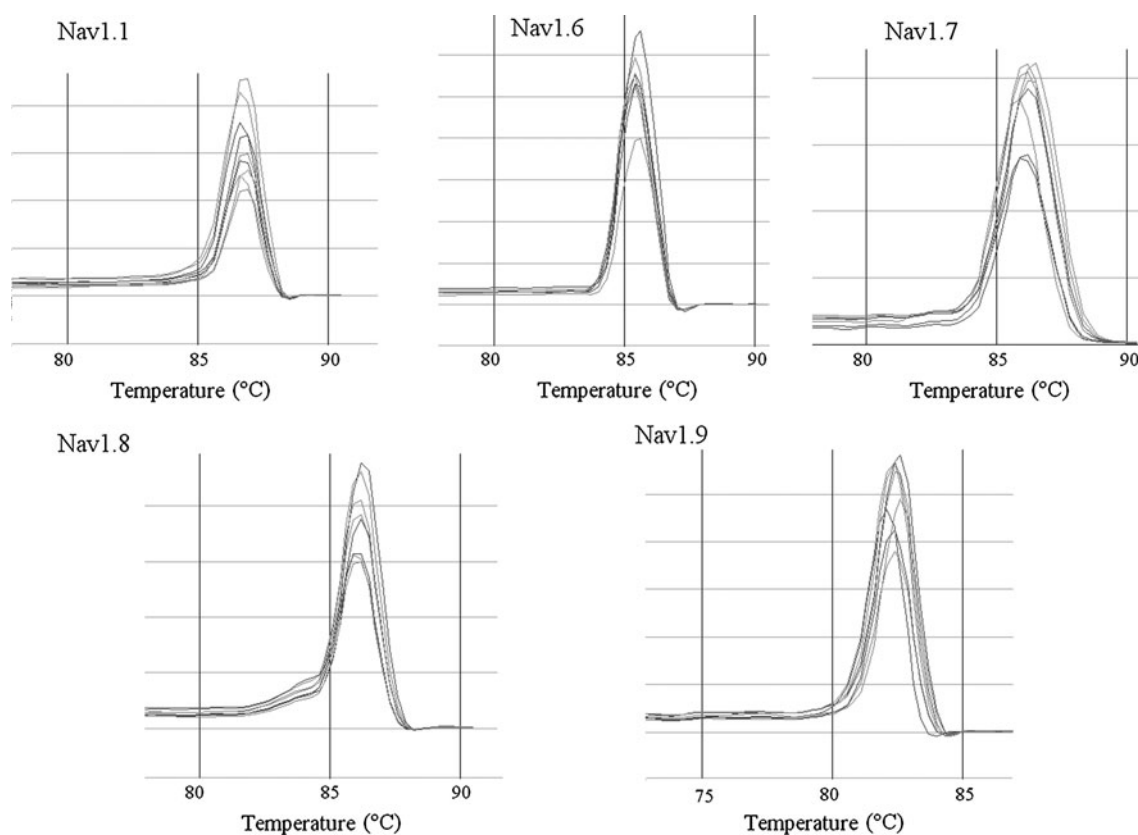 Nav1.1
Nav1.6
Nav1.7
80 85 90
80 85 90
80 85 90
Temperature (°C)
Temperature (°C)
Temperature (°C)
Nav1.8
Nav1.9
80 85 90
75 80 85
Temperature (°C)
Temperature (°C)